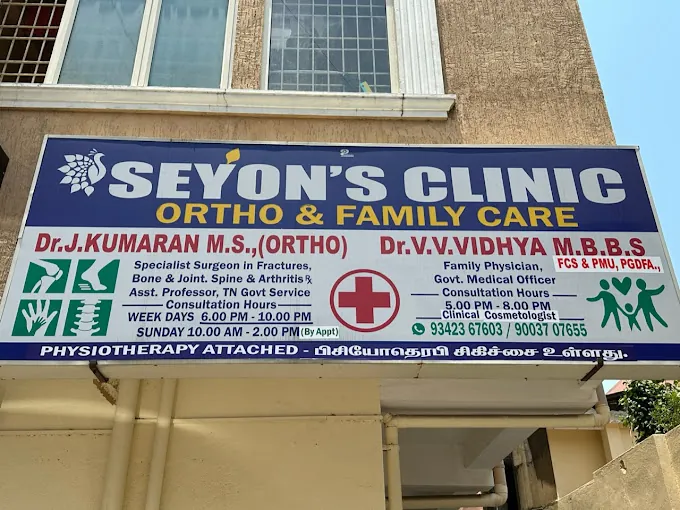 உ
SEYON'S CLINIC
ORTHO & FAMILY CARE
Dr.J.KUMARAN M.S.,(ORTHO)
Specialist Surgeon in Fractures,
Bone & Joint. Spine & Arthritis ℞
Asst. Professor, TN Govt Service
Consultation Hours
WEEK DAYS 6.00 PM - 10.00 PM
SUNDAY 10.00 AM - 2.00 PM (By Appt)
Dr.V.V.VIDHYA M.B.B.S
FCS & PMU, PGDFA.,
Family Physician,
Govt. Medical Officer
Consultation Hours
5.00 PM - 8.00 PM
Clinical Cosmetologist
93423 67603 / 90037 07655
PHYSIOTHERAPY ATTACHED - பிசியோதெரபி சிகிச்சை உள்ளது.